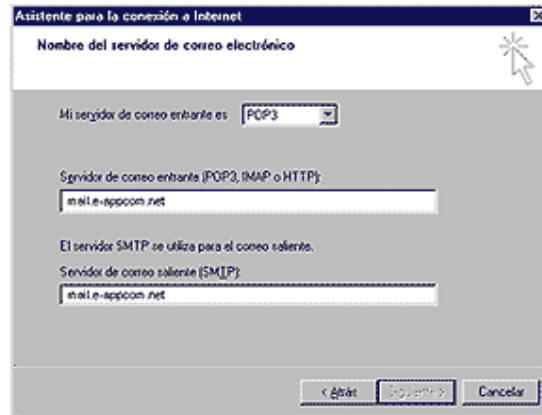 Asistente para la conexión a Internet
Nombre del servidor de correo electrónico
Mi servidor de correo entrante es POP3
Servidor de correo entrante (POP3, IMAP o HTTP):
mail.e-appcom.net
El servidor SMTP se utiliza para el correo saliente.
Servidor de correo saliente (SMTP):
mail.e-appcom.net
< Atrás Siguiente > Cancelar